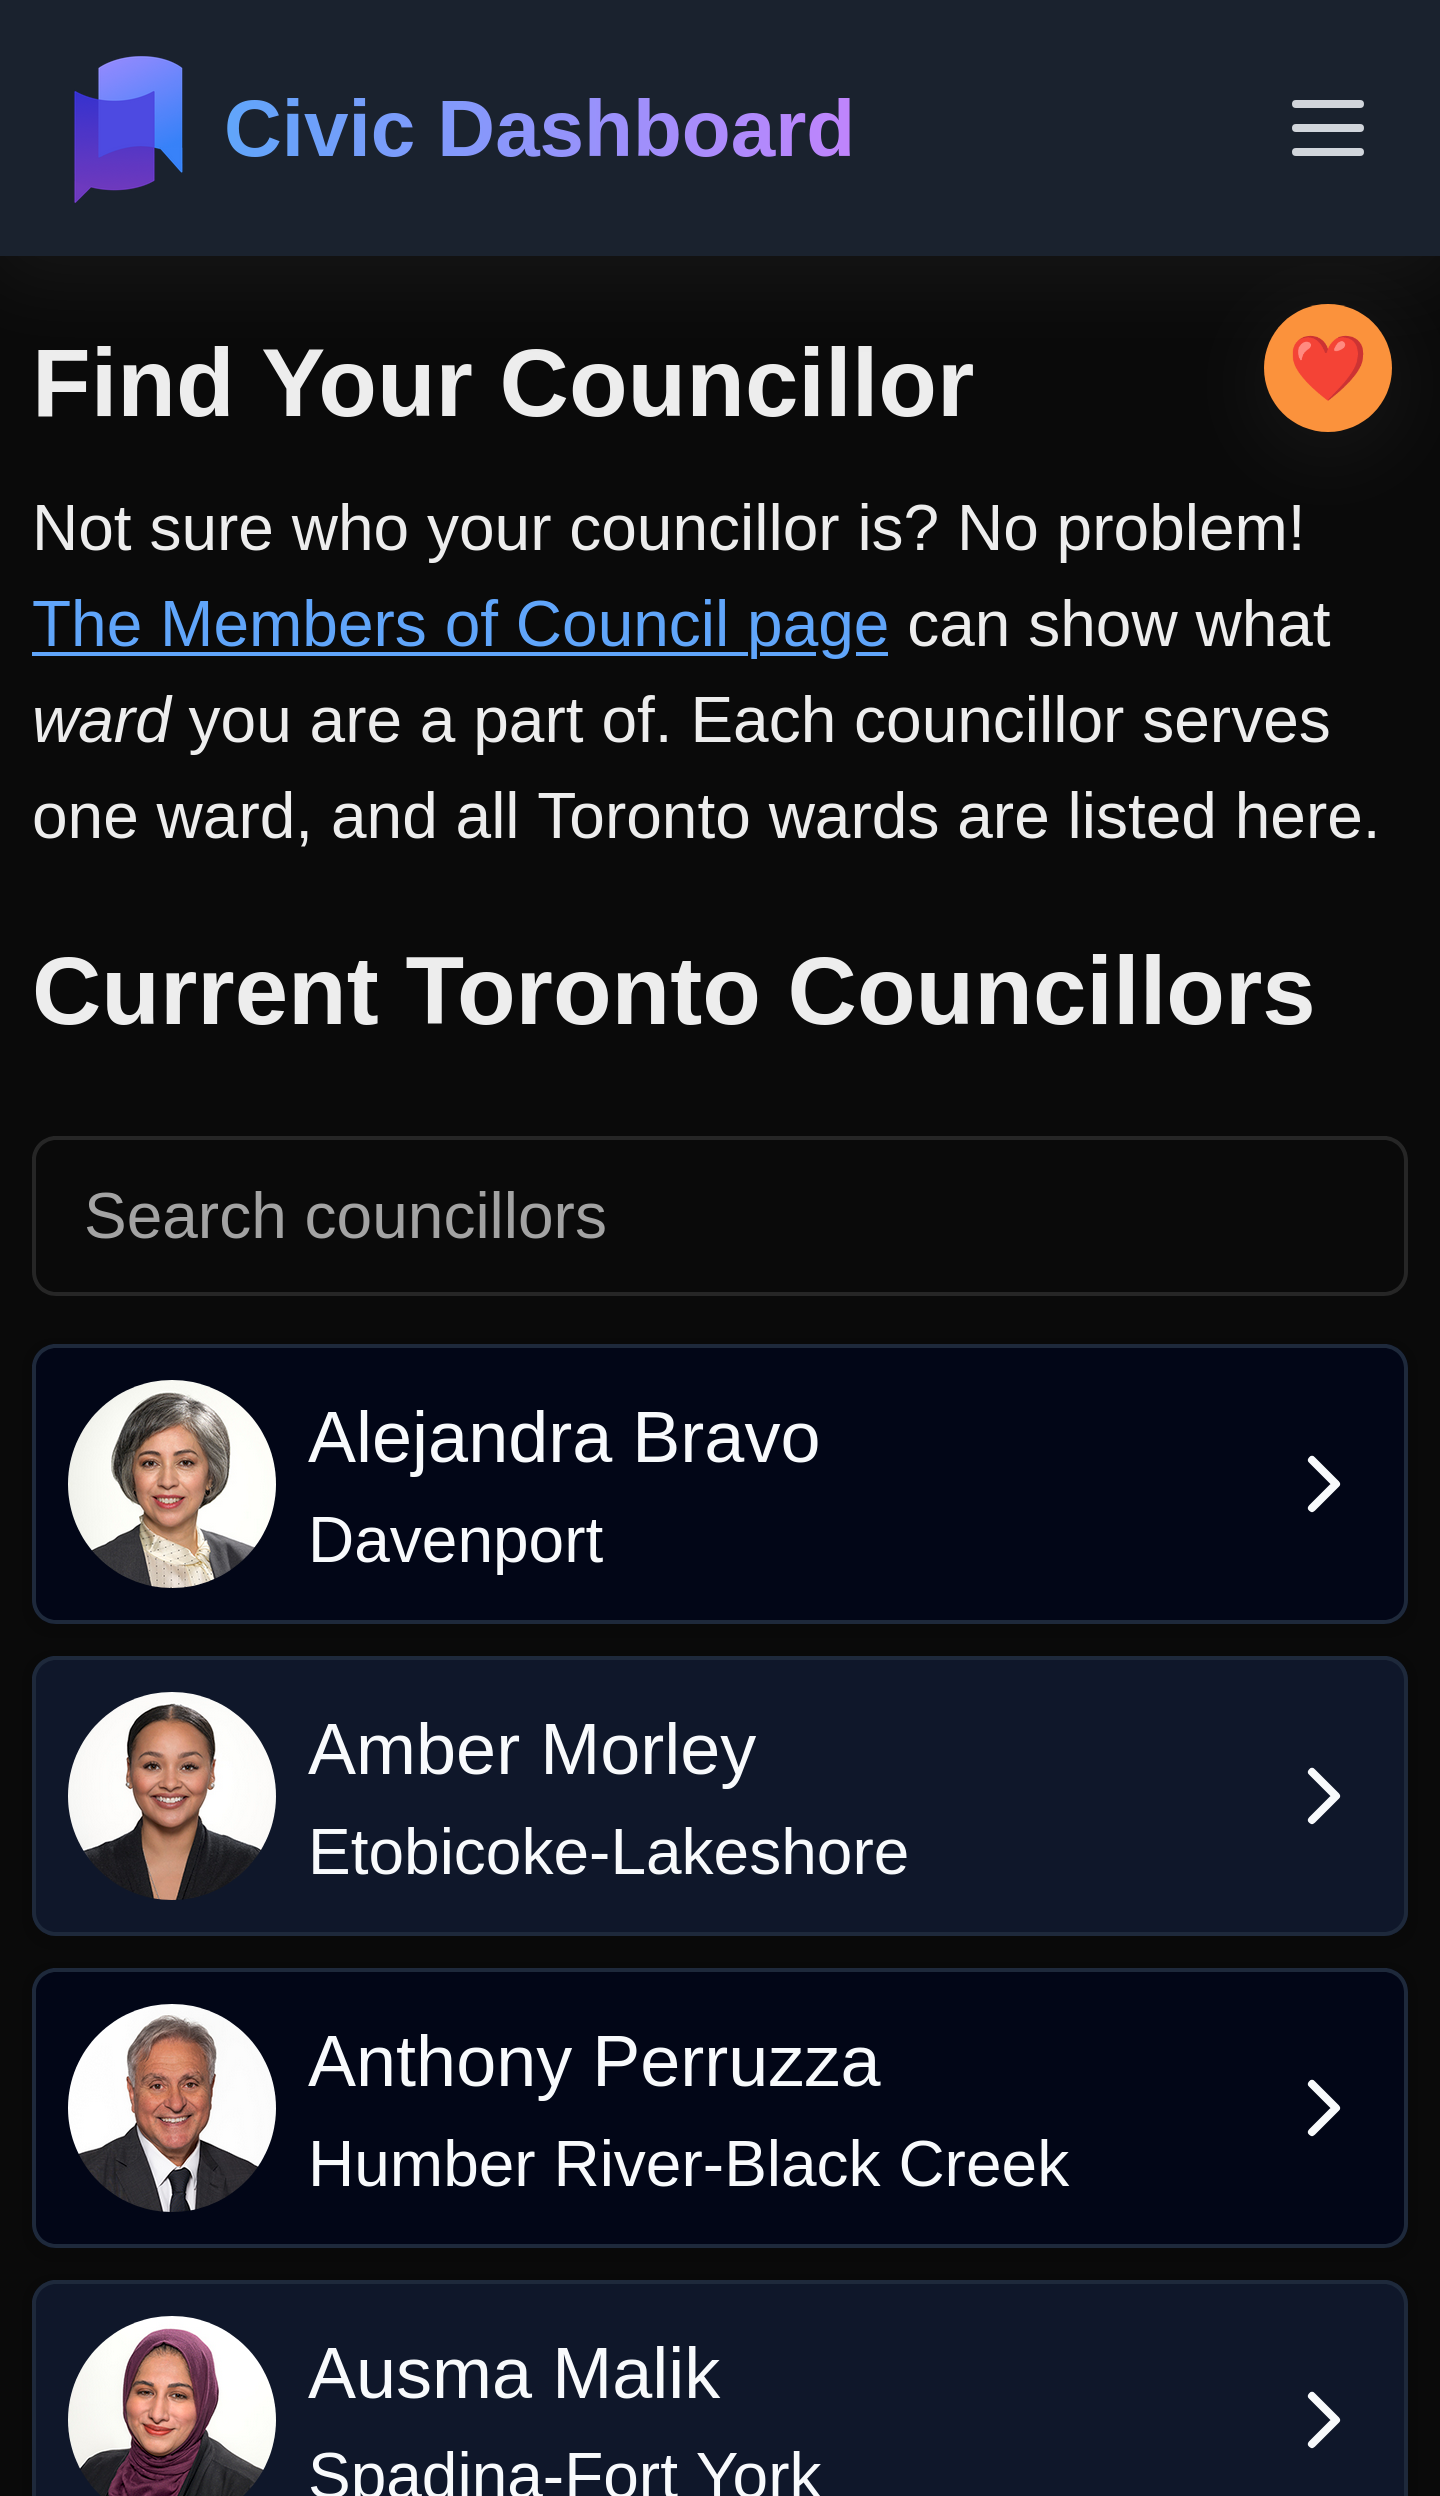 Civic Dashboard
Find Your Councillor
Not sure who your councillor is? No problem!
The Members of Council page can show what
ward you are a part of. Each councillor serves
one ward, and all Toronto wards are listed here.
Current Toronto Councillors
Search councillors
Alejandra Bravo
Davenport
Amber Morley
Etobicoke-Lakeshore
Anthony Perruzza
Humber River-Black Creek
Ausma Malik
Spadina-Fort York